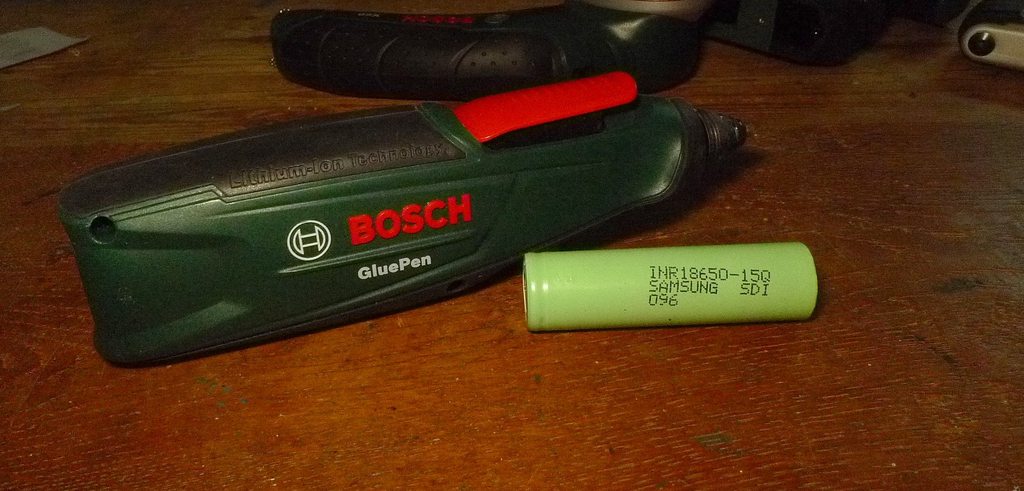 Lithium-Ion Technology
BOSCH
GluePen
INR18650-15Q
SAMSUNG SDI
096